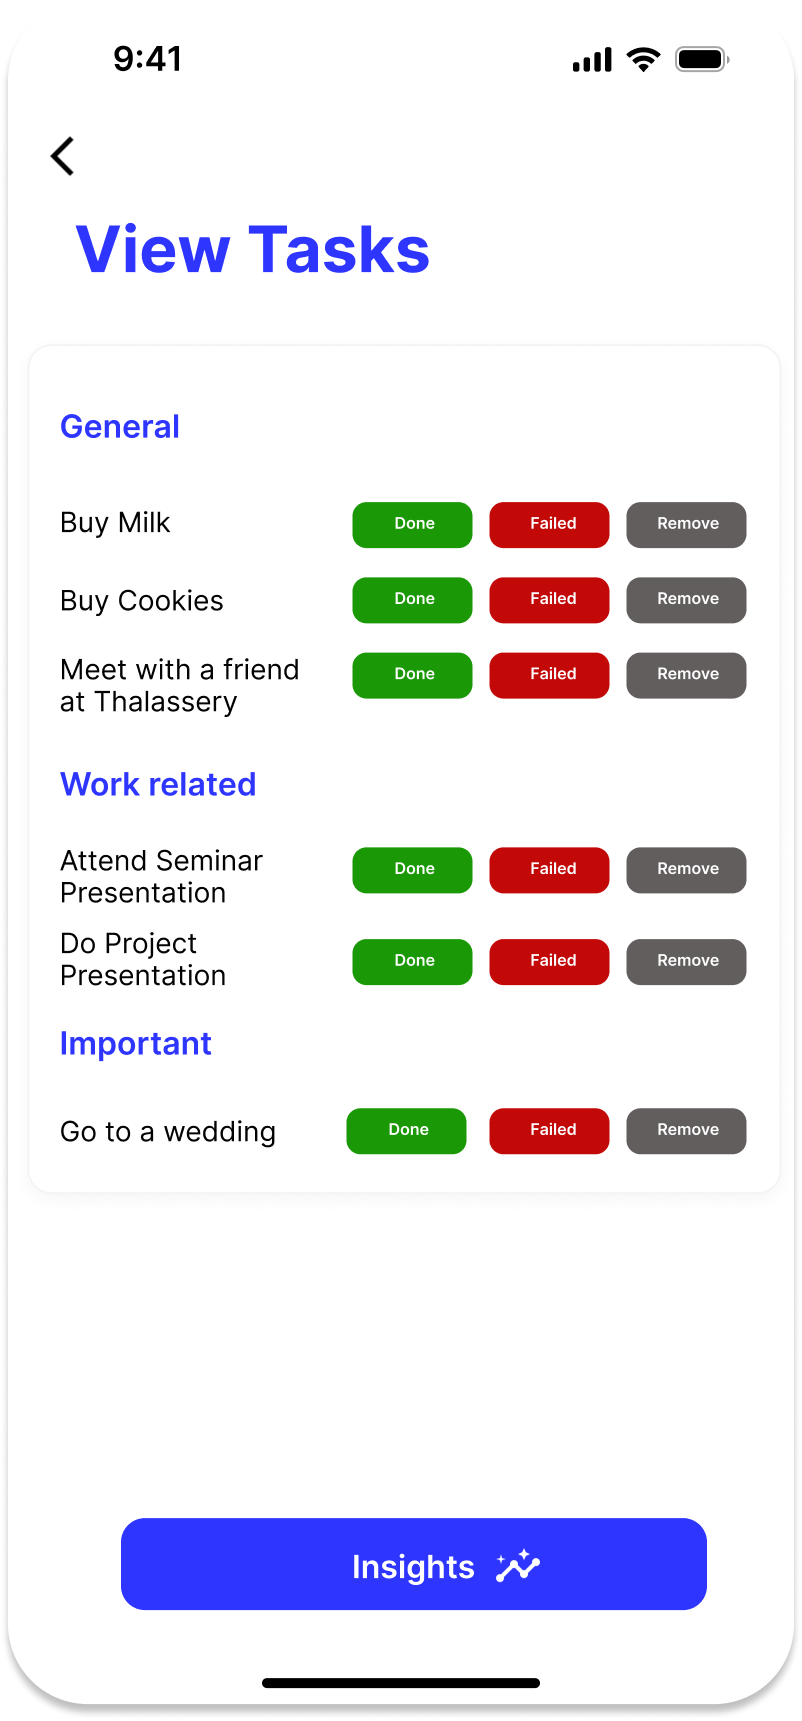 9:41
View Tasks
General
Buy Milk Done Failed Remove
Buy Cookies Done Failed Remove
Meet with a friend
at Thalassery Done Failed Remove
Work related
Attend Seminar
Presentation Done Failed Remove
Do Project
Presentation Done Failed Remove
Important
Go to a wedding Done Failed Remove
Insights